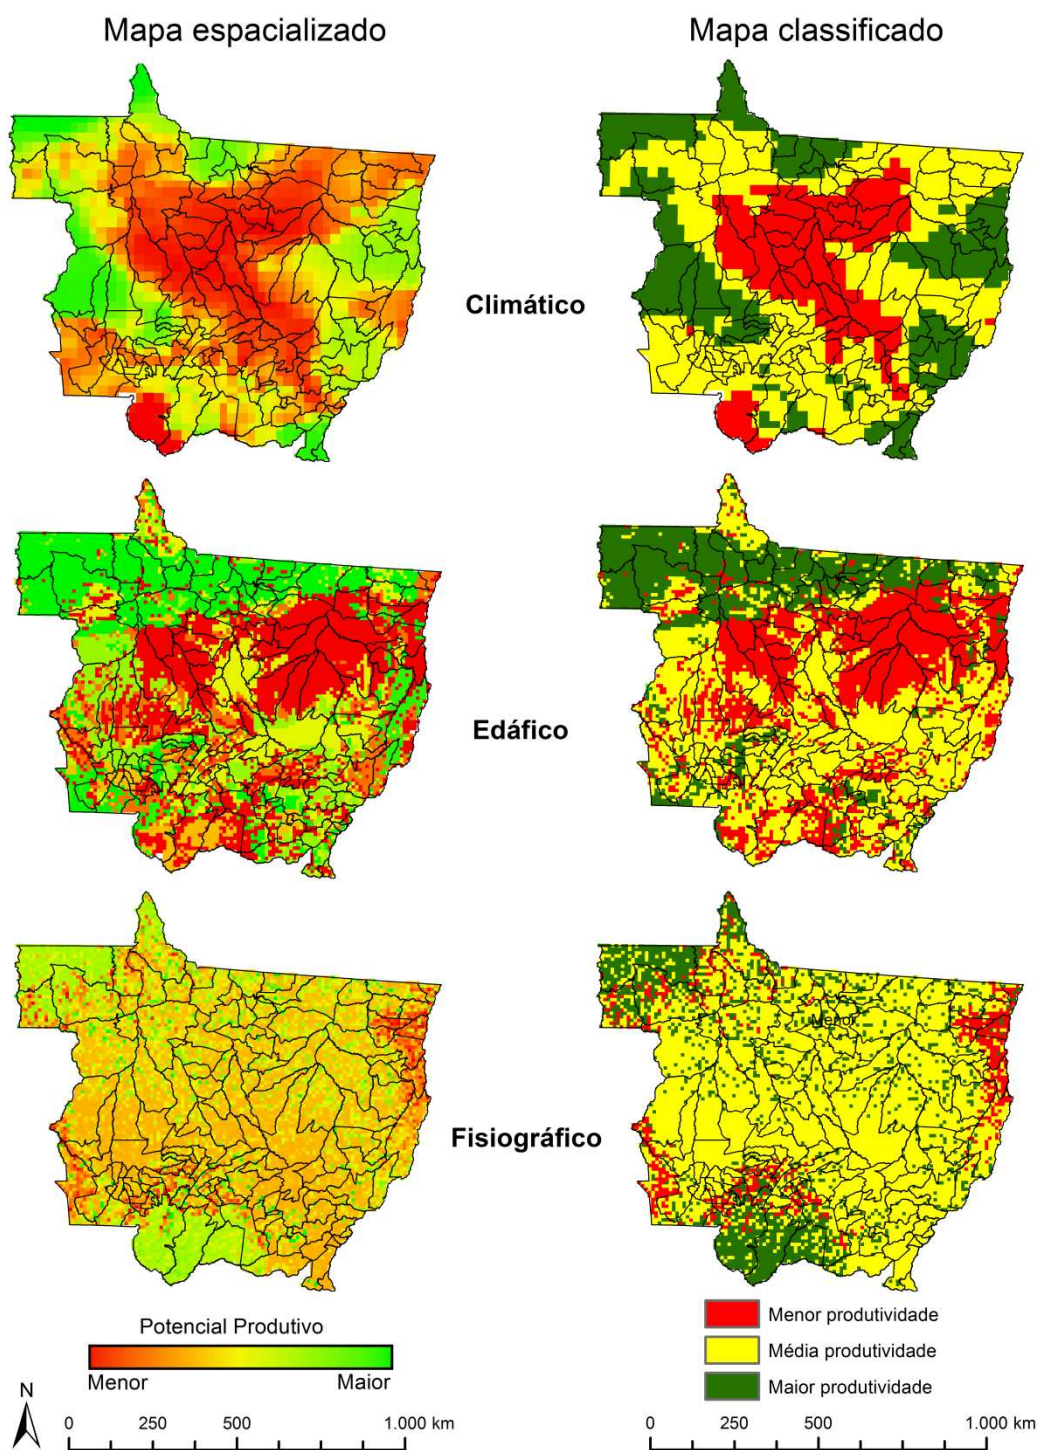 Mapa espacializado
Mapa classificado
Climático
Edáfico
Menor
Fisiográfico
Potencial Produtivo
Menor
Maior
Menor produtividade
Média produtividade
Maior produtividade
N
0 250 500 1.000 km
0 250 500 1.000 km